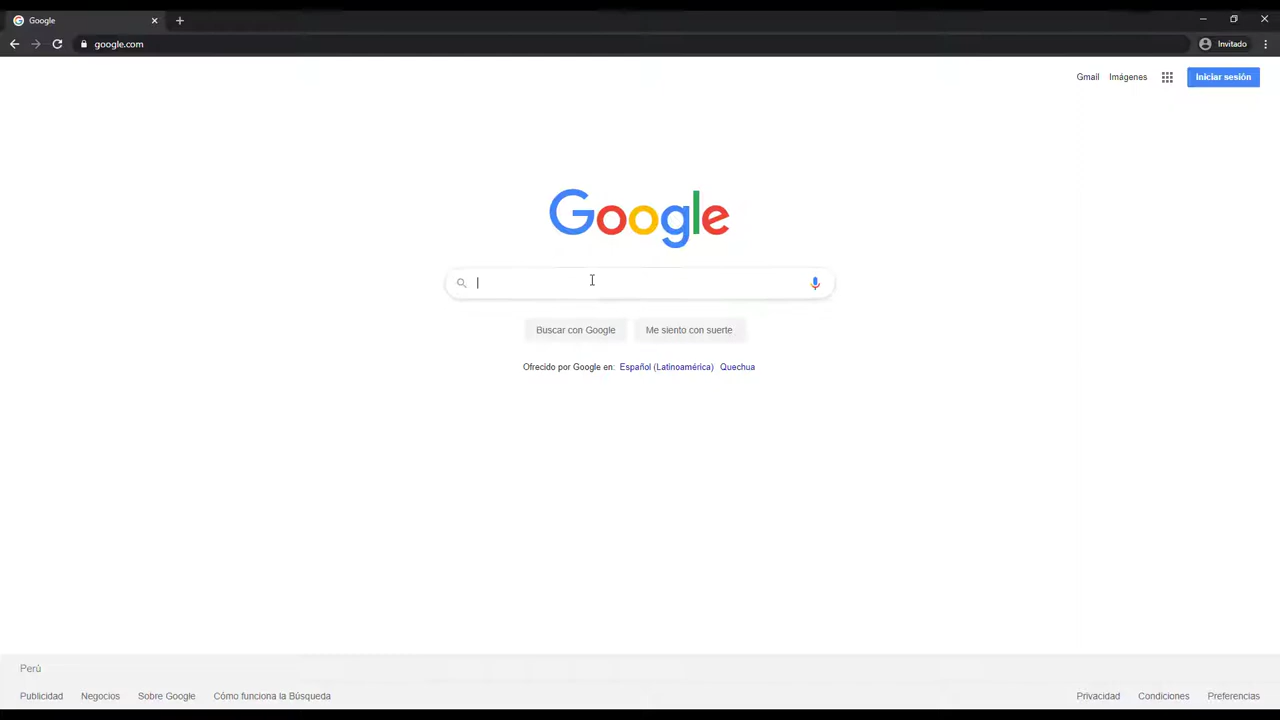 Google
google.com
Invitado
Gmail Imágenes Iniciar sesión
Google
Buscar con Google Me siento con suerte
Ofrecido por Google en: Español (Latinoamérica) Quechua
Perú
Publicidad Negocios Sobre Google Cómo funciona la Búsqueda Privacidad Condiciones Preferencias